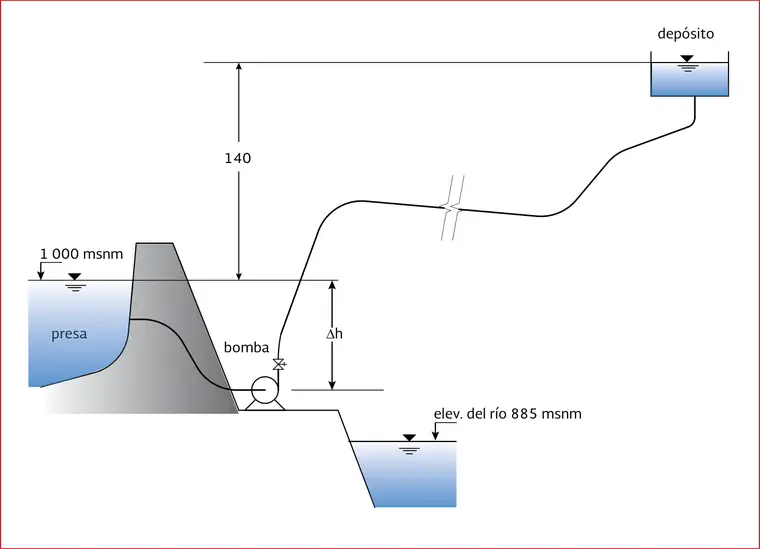 depósito
140
1 000 msnm
presa
bomba
Δh
elev. del río 885 msnm